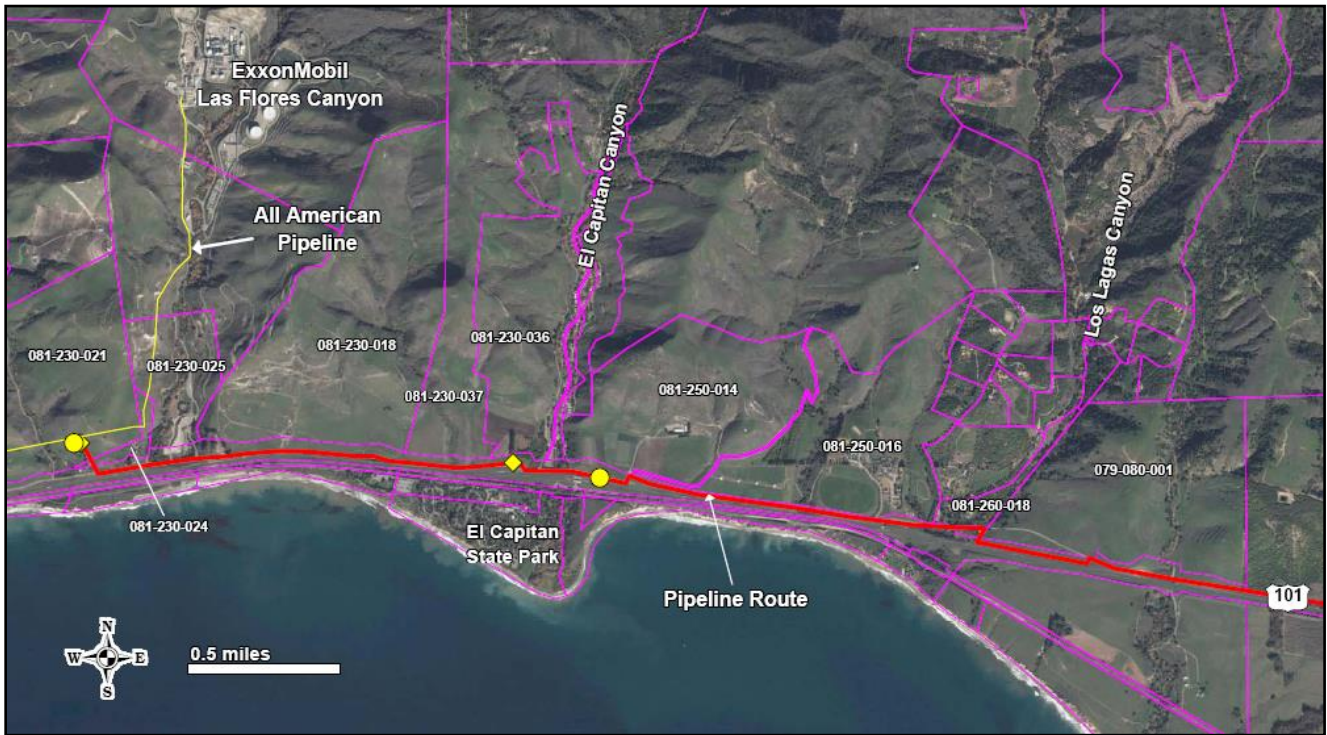 ExxonMobil
Las Flores Canyon
El Capitan Canyon
Los Lagas Canyon
All American
Pipeline
081-230-021
081-230-025
081-230-018
081-230-036
081-230-037
081-250-014
081-250-016
079-080-001
081-260-018
081-230-024
El Capitan
State Park
Pipeline Route
101
N
W
E
S
0.5 miles